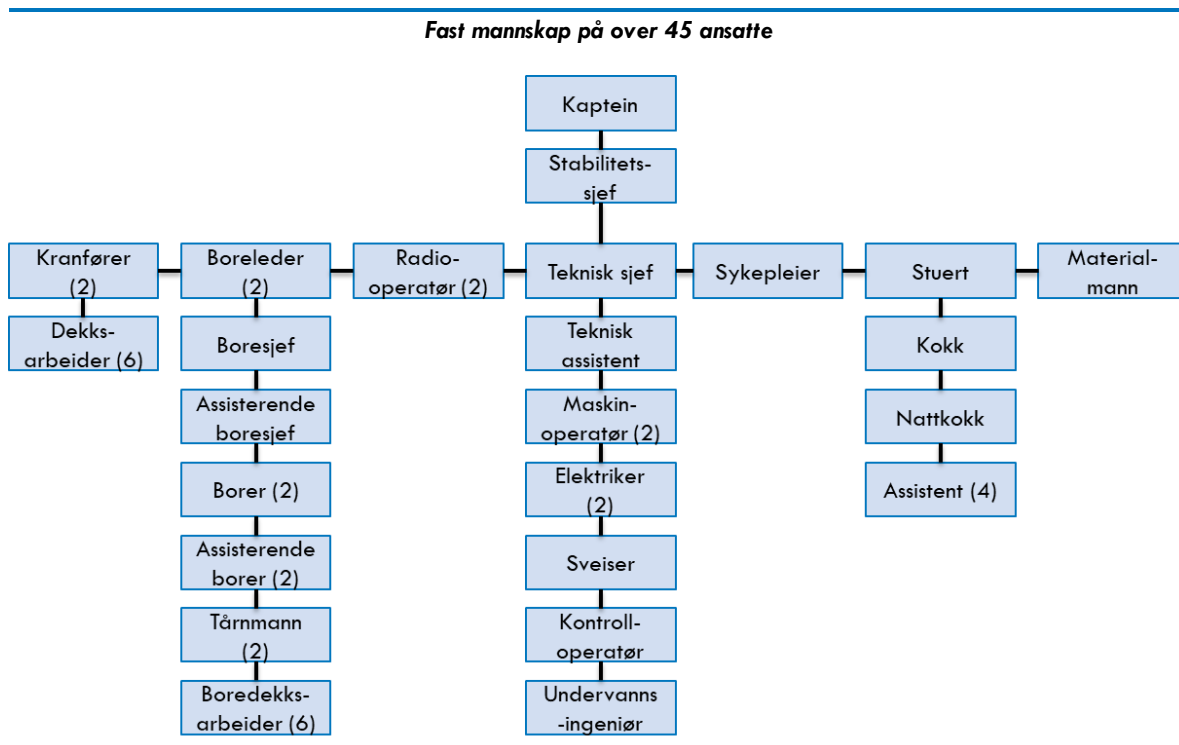 Fast mannskap på over 45 ansatte
Kaptein
Stabilitets-
sjef
Kranfører
(2)
Boreleder
(2)
Radio-
operatør (2)
Teknisk sjef
Sykepleier
Stuert
Material-
mann
Dekks-
arbeider (6)
Boresjef
Assisterende
boresjef
Borer (2)
Assisterende
borer (2)
Tårnmann
(2)
Boredekks-
arbeider (6)
Teknisk
assistent
Maskin-
operatør (2)
Elektriker
(2)
Sveiser
Kontroll-
operatør
Undervanns
-ingeniør
Kokk
Nattkokk
Assistent (4)